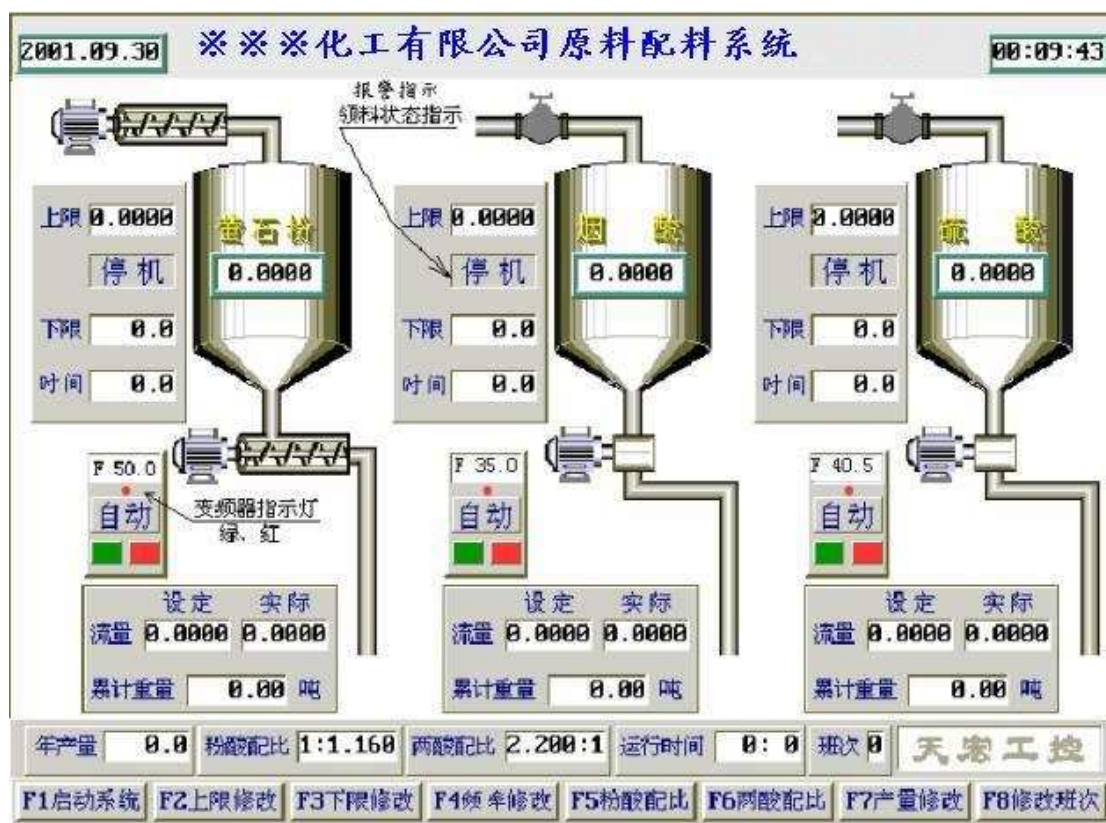 2001.09.30
※※※化工有限公司原料配料系统
00:09:43
报警指示
领料状态指示
上限 0.0000
停机
下限 0.0
时间 0.0
黄石粉
0.0000
上限 0.0000
停机
下限 0.0
时间 0.0
烟酸
0.0000
上限 0.0000
停机
下限 0.0
时间 0.0
硫酸
0.0000
F 50.0
自动
变频器指示灯
绿、红
F 35.0
自动
F 40.5
自动
设定 实际
流量 0.0000 0.0000
累计重量 0.00 吨
设定 实际
流量 0.0000 0.0000
累计重量 0.00 吨
设定 实际
流量 0.0000 0.0000
累计重量 0.00 吨
年产量 0.0 粉酸配比 1:1.160 两酸配比 2.200:1 运行时间 0: 0 班次 0 天宏工控
F1启动系统 F2上限修改 F3下限修改 F4频率修改 F5粉酸配比 F6两酸配比 F7产量修改 F8修改班次